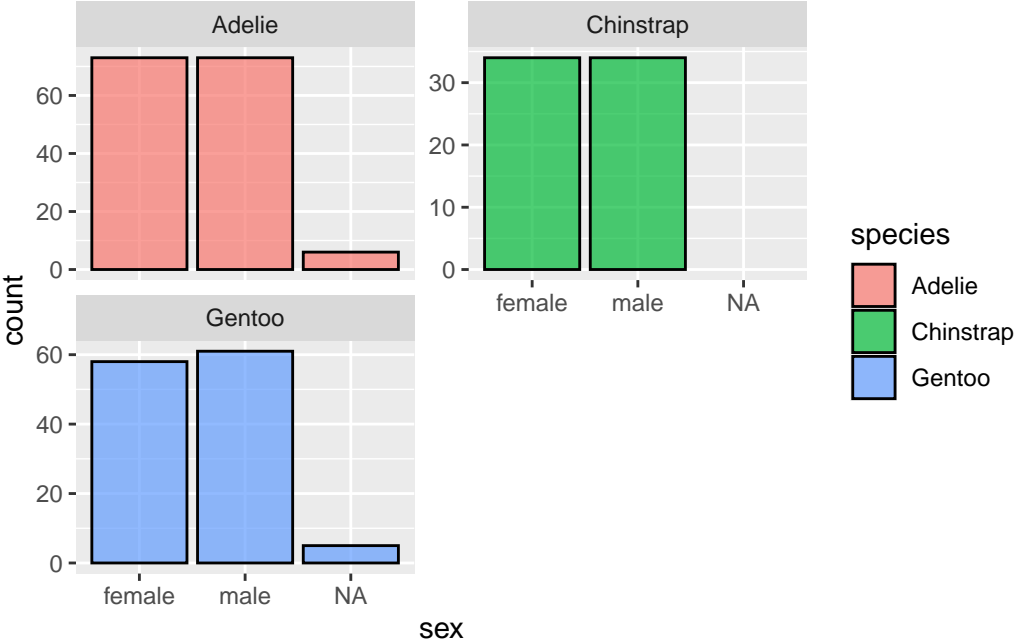 Adelie
60
40
20
0
Chinstrap
30
20
10
0
female male NA
Gentoo
60
40
20
0
female male NA
count
sex
species
Adelie
Chinstrap
Gentoo